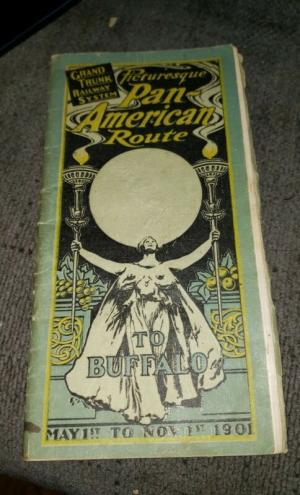 GRAND
TRUNK
RAILWAY
SYSTEM
Picturesque
Pan-
American
Route
TO
BUFFALO
MAY 1ST TO NOV 1ST 1901